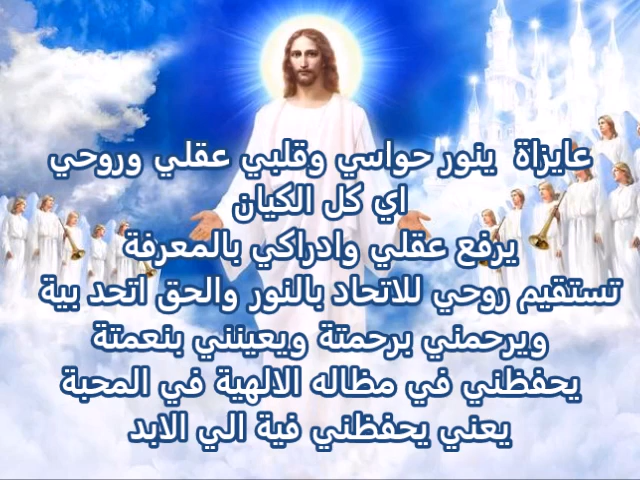 عايزاة ينور حواسي وقلبي عقلي وروحي
اي كل الكيان
يرفع عقلي وادراكي بالمعرفة
تستقيم روحي للاتحاد بالنور والحق اتحد بية
ويرحمني برحمتة ويعينني بنعمتة
يحفظني في مظاله الالهية في المحبة
يعني يحفظني فية الي الابد